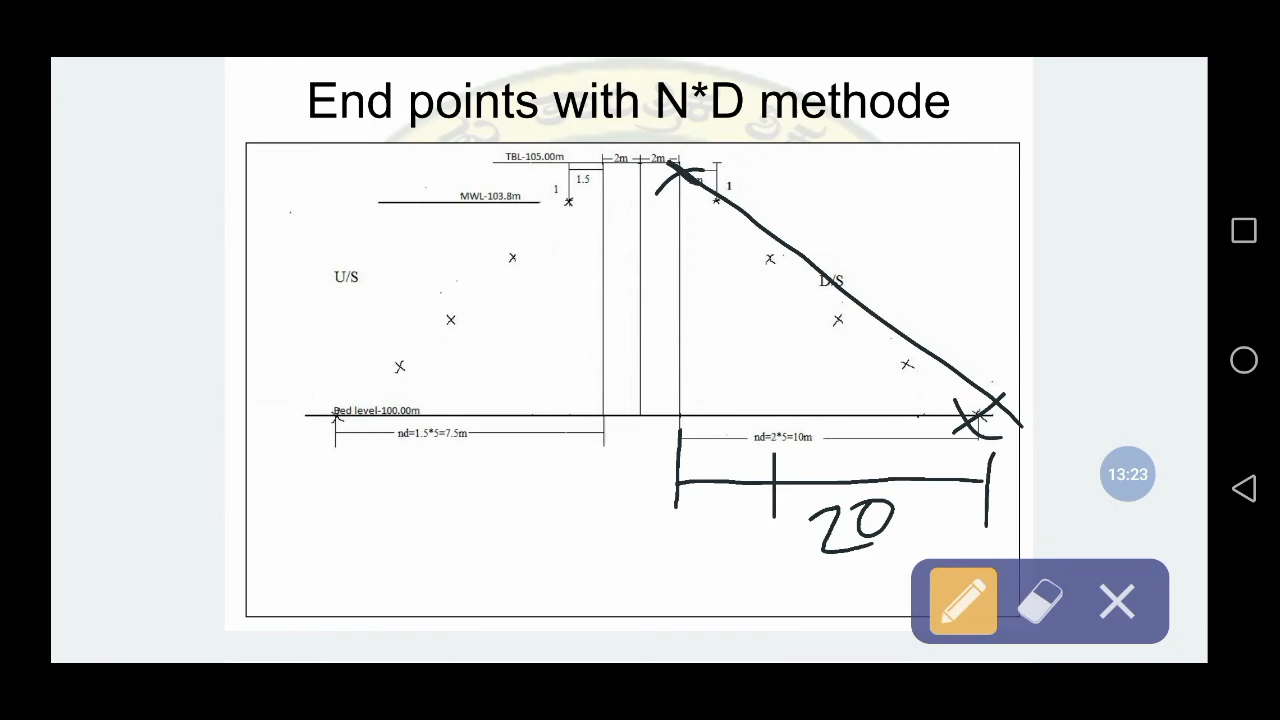 End points with N*D methode
TBL-105.00m
2m
2m
1.5
1
1
MWL-103.8m
U/S
D/S
Bed level-100.00m
nd=1.5*5=7.5m
nd=2*5=10m
20
13:23